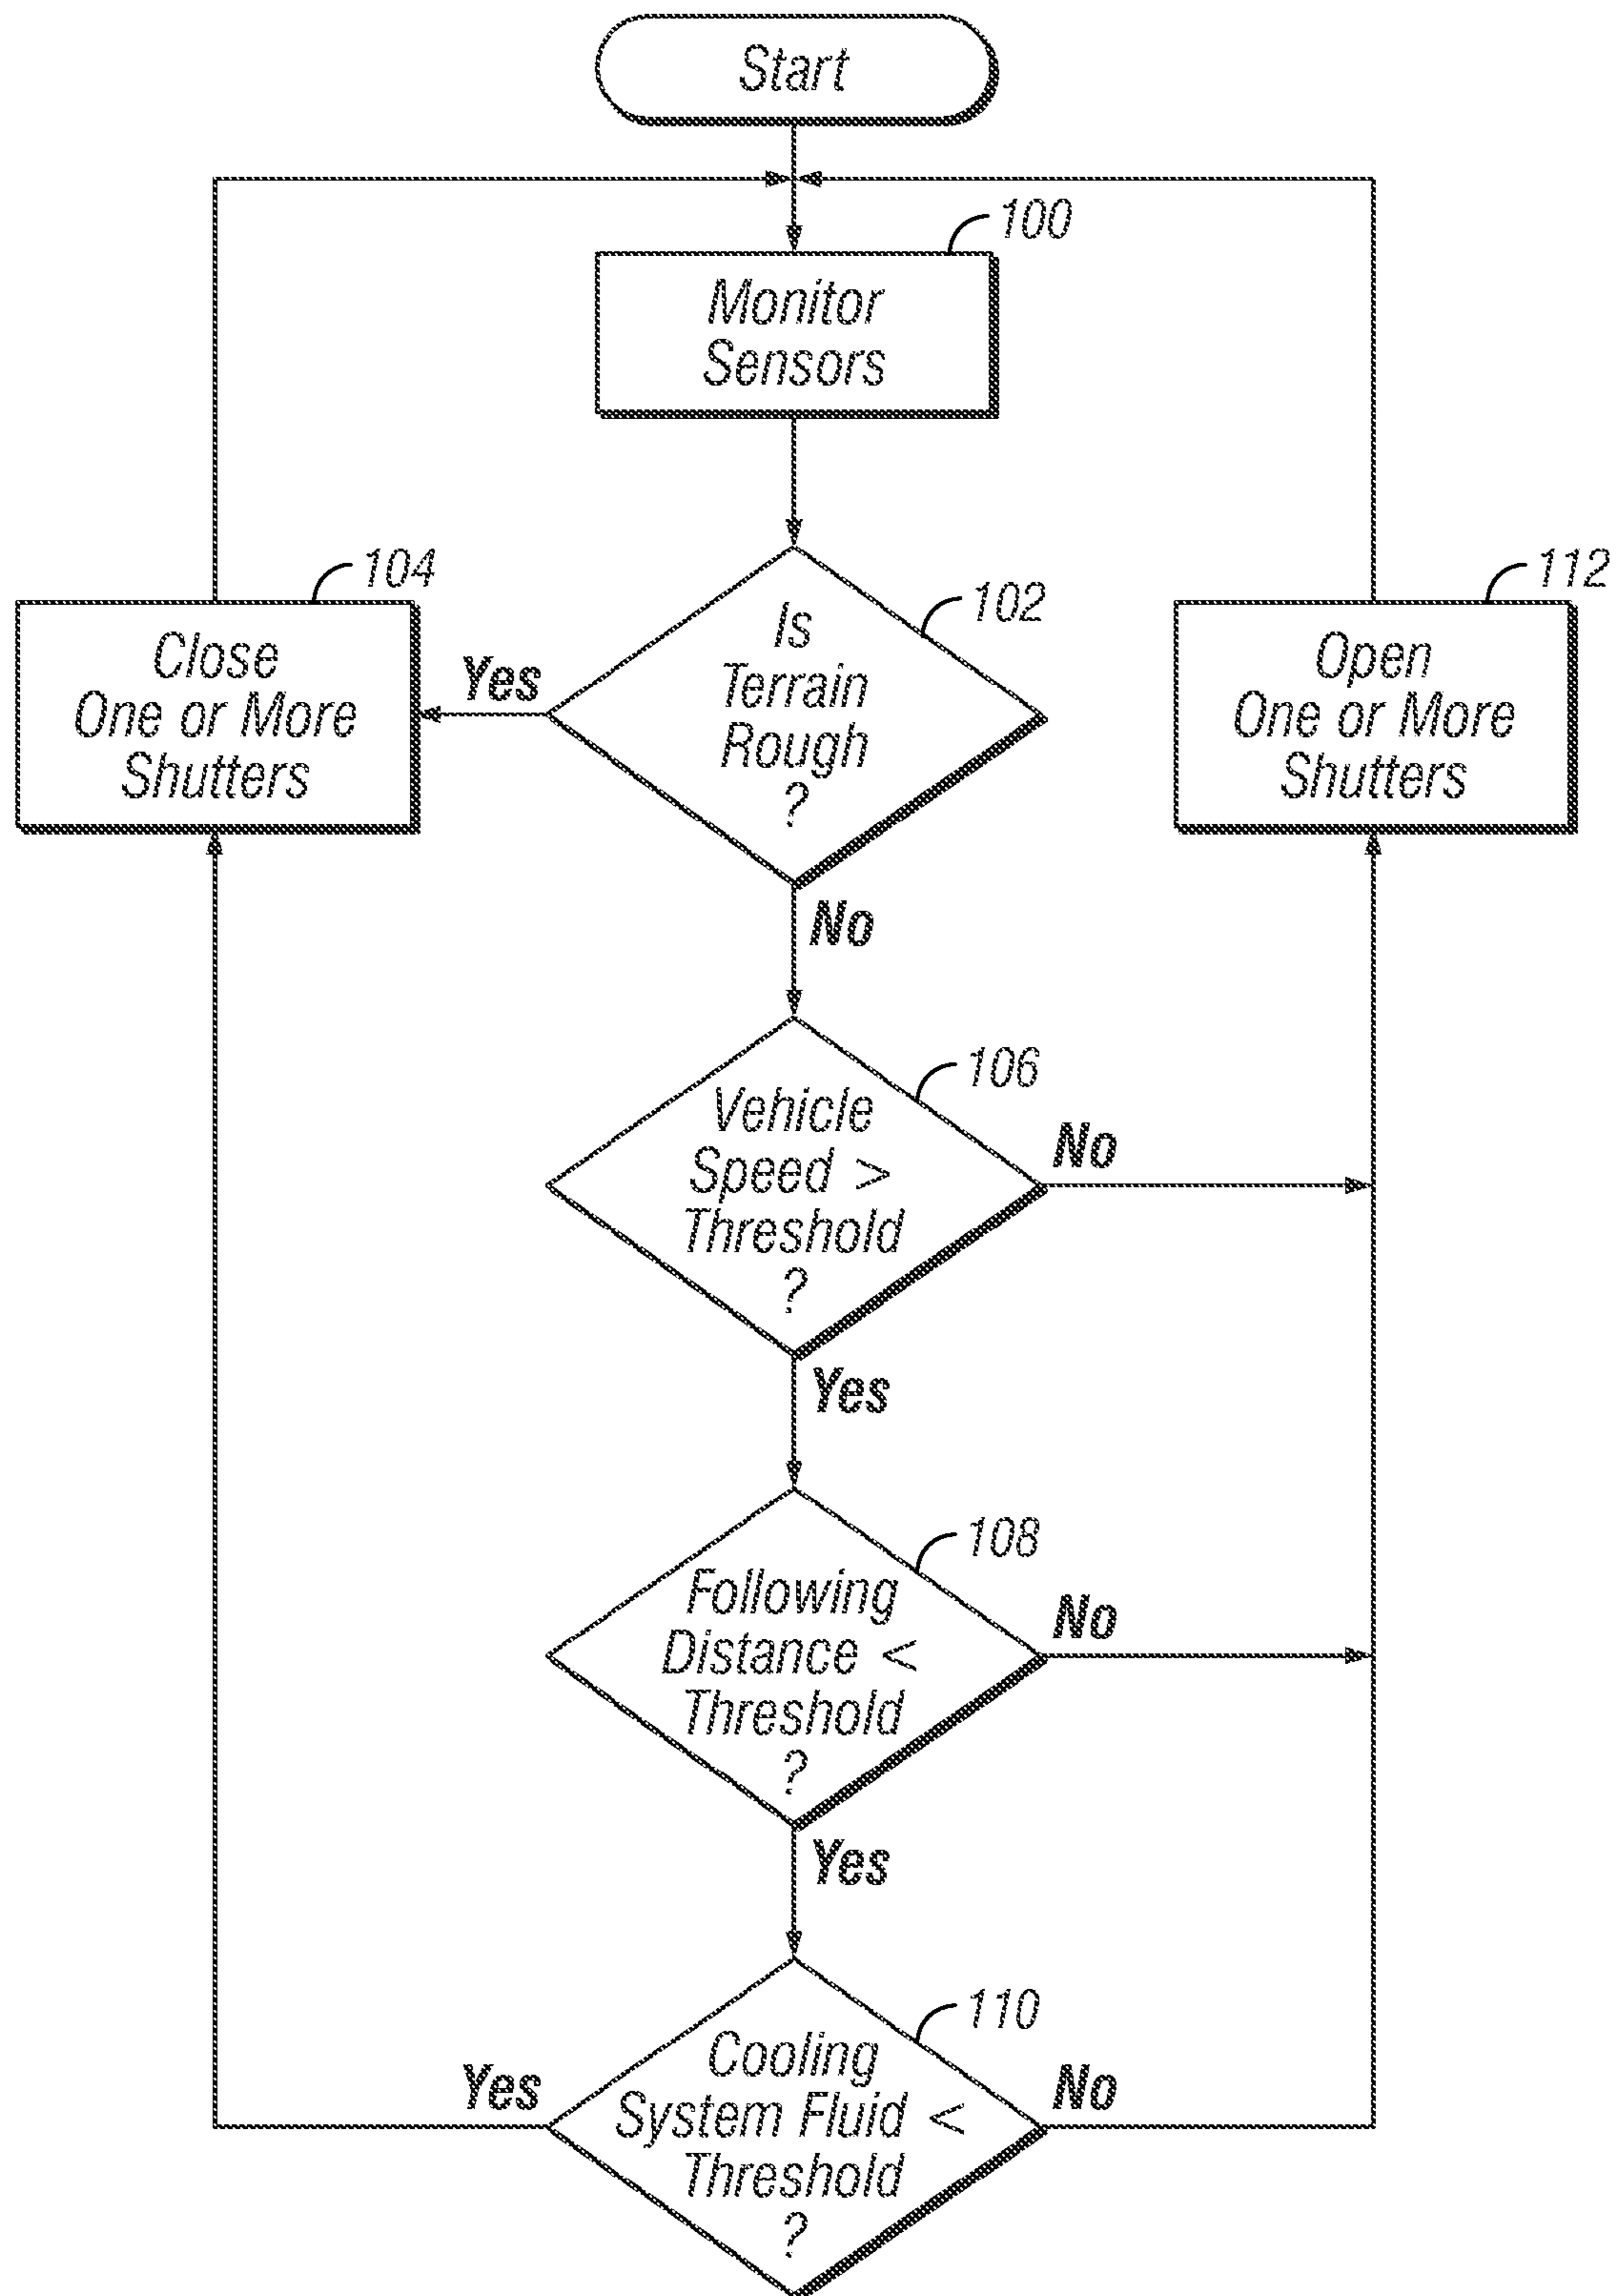 Start
100
Monitor
Sensors
104
Close
One or More
Shutters
Yes
102
Is
Terrain
Rough
?
112
Open
One or More
Shutters
No
106
Vehicle
Speed >
Threshold
?
No
Yes
108
Following
Distance <
Threshold
?
No
Yes
110
Cooling
System Fluid <
Threshold
?
Yes
No